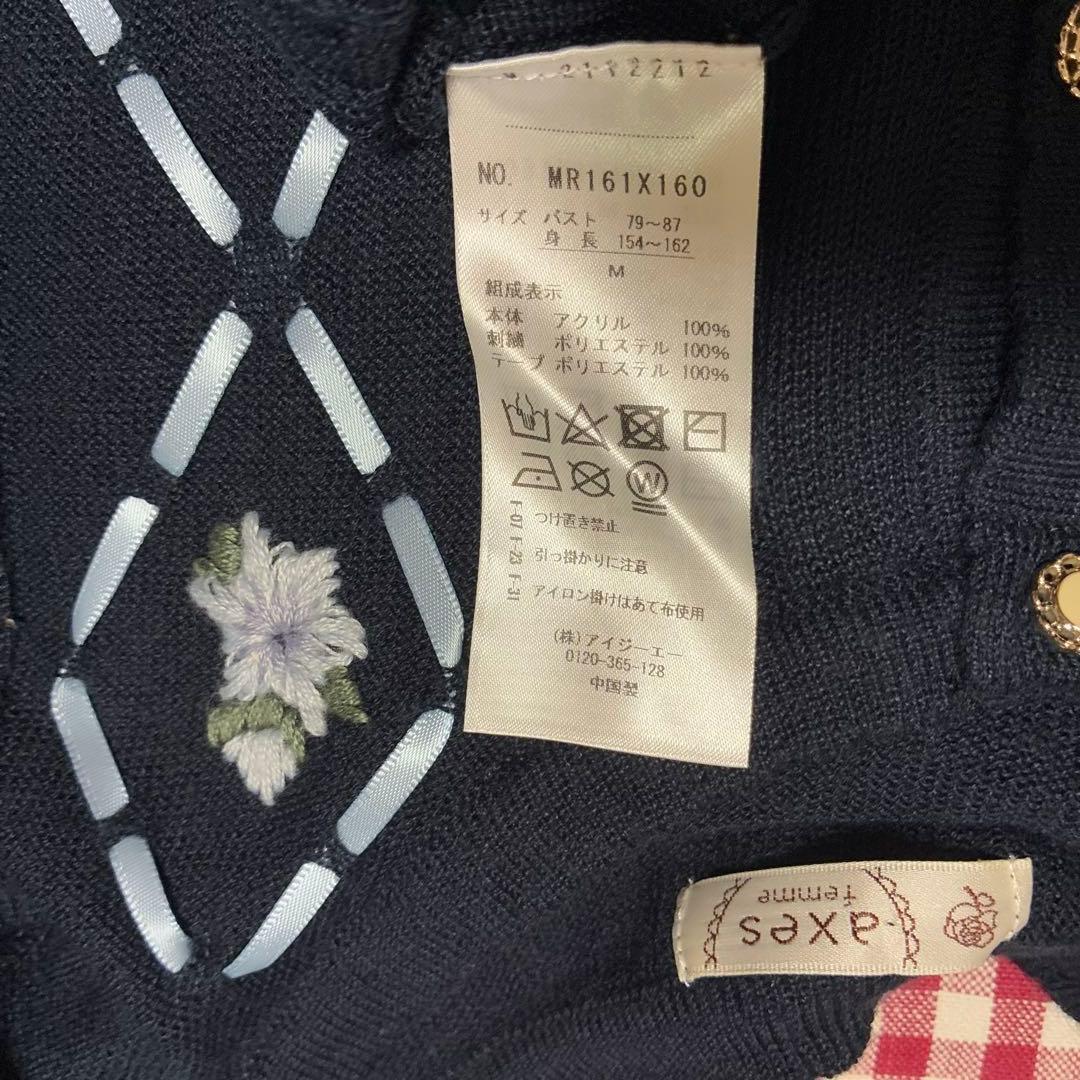 NO. MR161X160
サイズ バスト 79～87
身長 154～162
M
組成表示
本体 アクリル 100%
刺繍 ポリエステル 100%
テープ ポリエステル 100%
W
F-01 F-23 F-31
つけ置き禁止
引っ掛かりに注意
アイロン掛けはあて布使用
(株)アイジーエー
0120-365-128
中国製
axes
femme